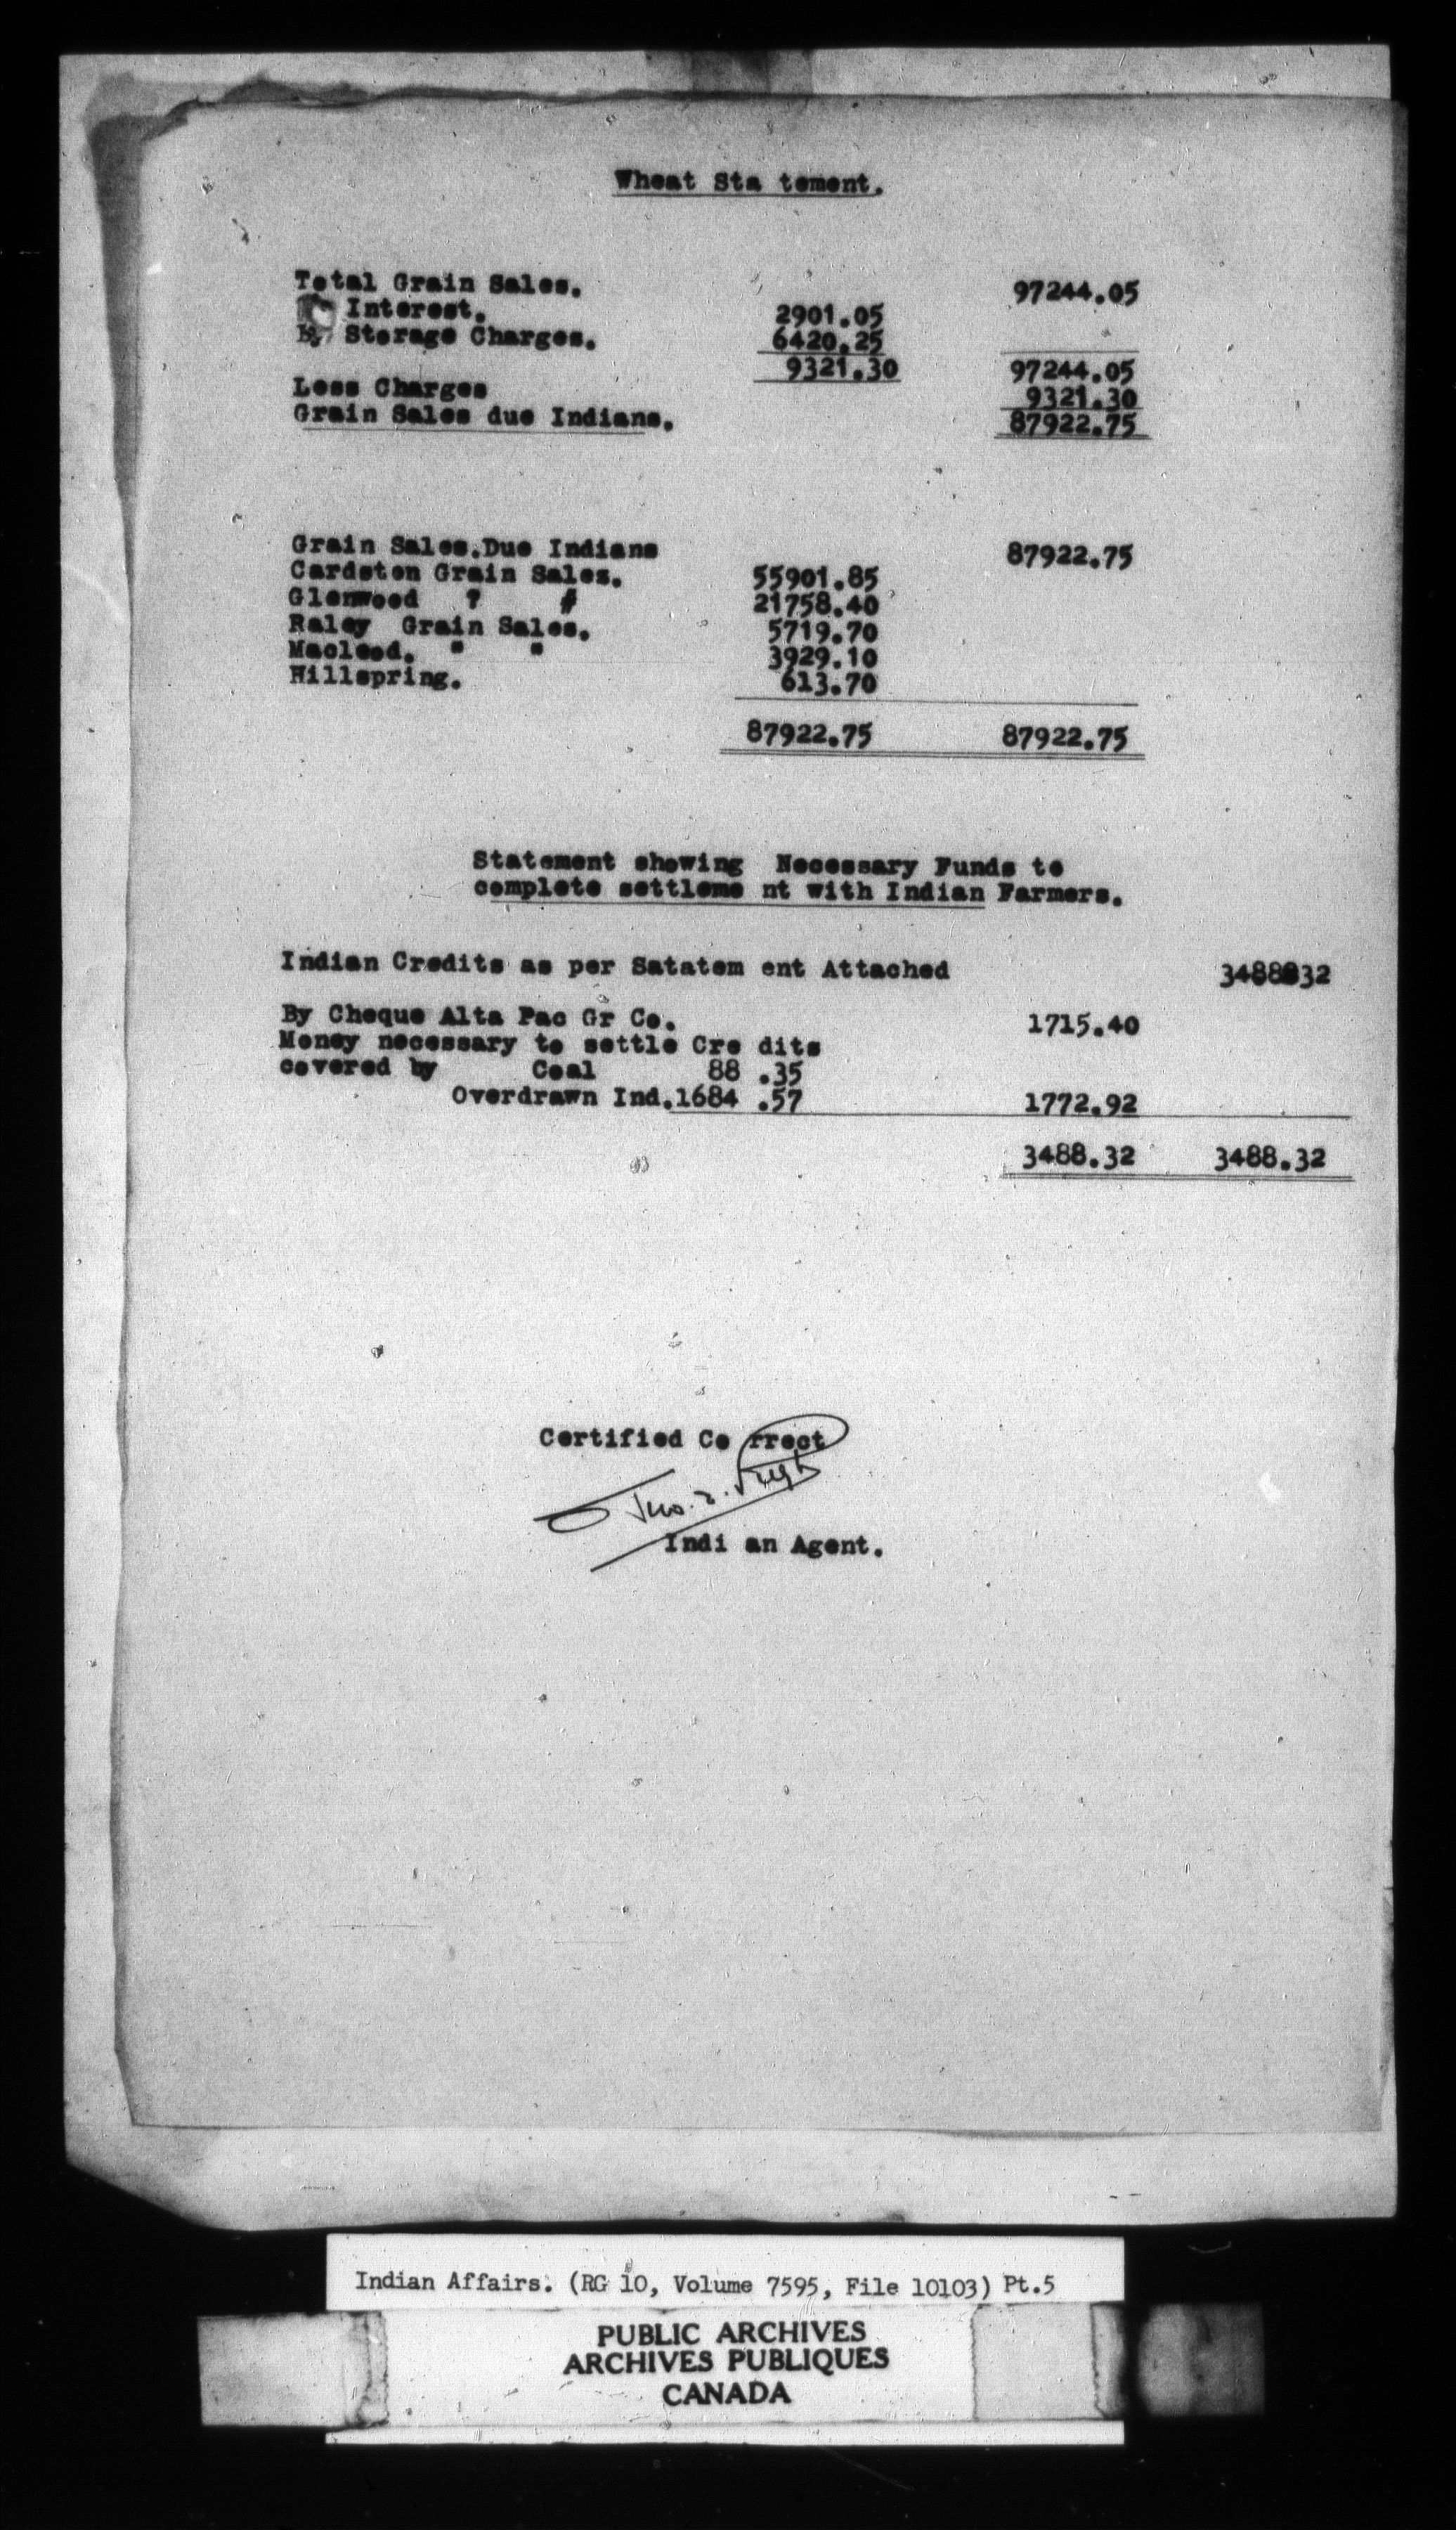 Wheat Sta tement.
Total Grain Sales. 97244.05
Interest. 2901.05
By Storage Charges. 6420.25
9321.30 97244.05
Less Charges 9321.30
Grain Sales due Indians. 87922.75
Grain Sales.Due Indians 87922.75
Cardston Grain Sales. 55901.85
Glenwood ? # 21758.40
Raley Grain Sales. 5719.70
Macleod. " " 3929.10
Hillspring. 613.70
87922.75 87922.75
Statement showing Necessary Funds to
complete settleme nt with Indian Farmers.
Indian Credits as per Satatem ent Attached 3488832
By Cheque Alta Pac Gr Co. 1715.40
Money necessary to settle Cre dits
covered by Coal 88 .35
Overdrawn Ind.1684 .57 1772.92
3488.32 3488.32
Certified Co rrect
Jno.
Indi an Agent.
Indian Affairs. (RG 10, Volume 7595, File 10103) Pt.5
PUBLIC ARCHIVES
ARCHIVES PUBLIQUES
CANADA